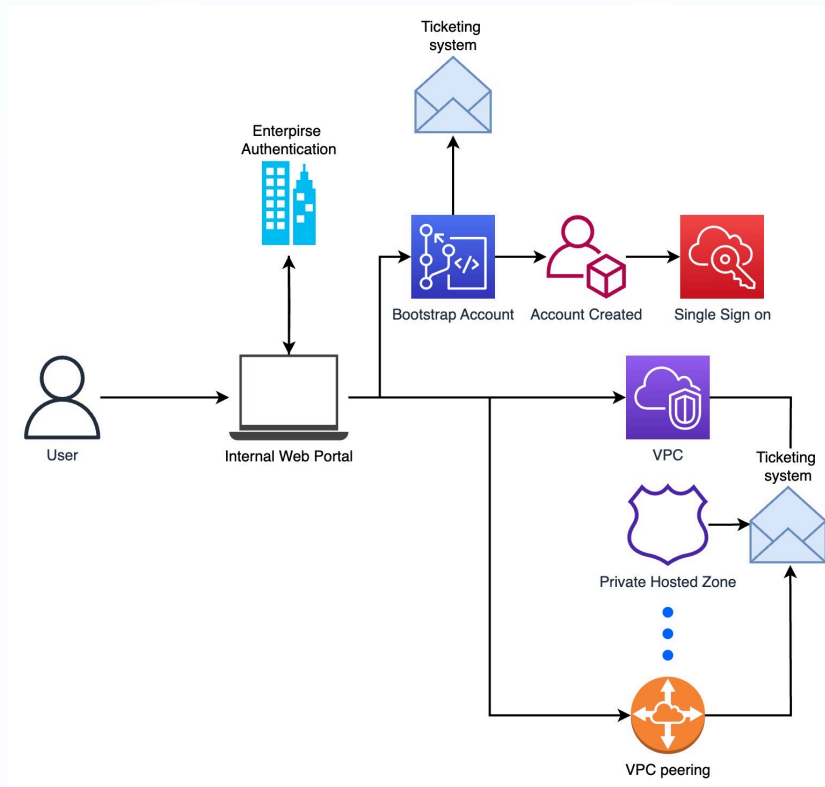 Ticketing
system
Enterpirse
Authentication
Bootstrap Account
Account Created
Single Sign on
User
Internal Web Portal
VPC
Ticketing
system
Private Hosted Zone
VPC peering